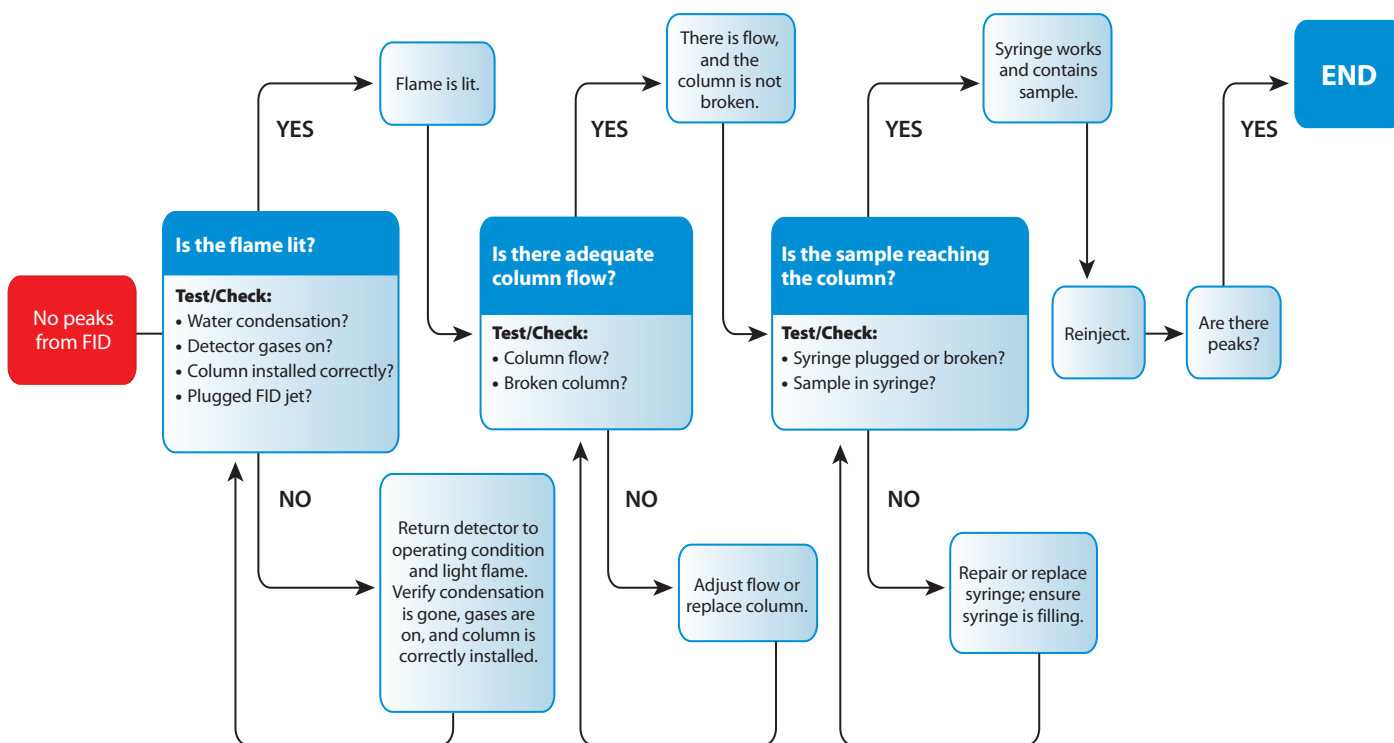 No peaks
from FID
Is the flame lit?
Test/Check:
• Water condensation?
• Detector gases on?
• Column installed correctly?
• Plugged FID jet?
YES
Flame is lit.
NO
Return detector to
operating condition
and light flame.
Verify condensation
is gone, gases are
on, and column is
correctly installed.
Is there adequate
column flow?
Test/Check:
• Column flow?
• Broken column?
YES
There is flow,
and the
column is not
broken.
NO
Adjust flow or
replace column.
Is the sample reaching
the column?
Test/Check:
• Syringe plugged or broken?
• Sample in syringe?
YES
Syringe works
and contains
sample.
NO
Repair or replace
syringe; ensure
syringe is filling.
Reinject.
Are there
peaks?
YES
END